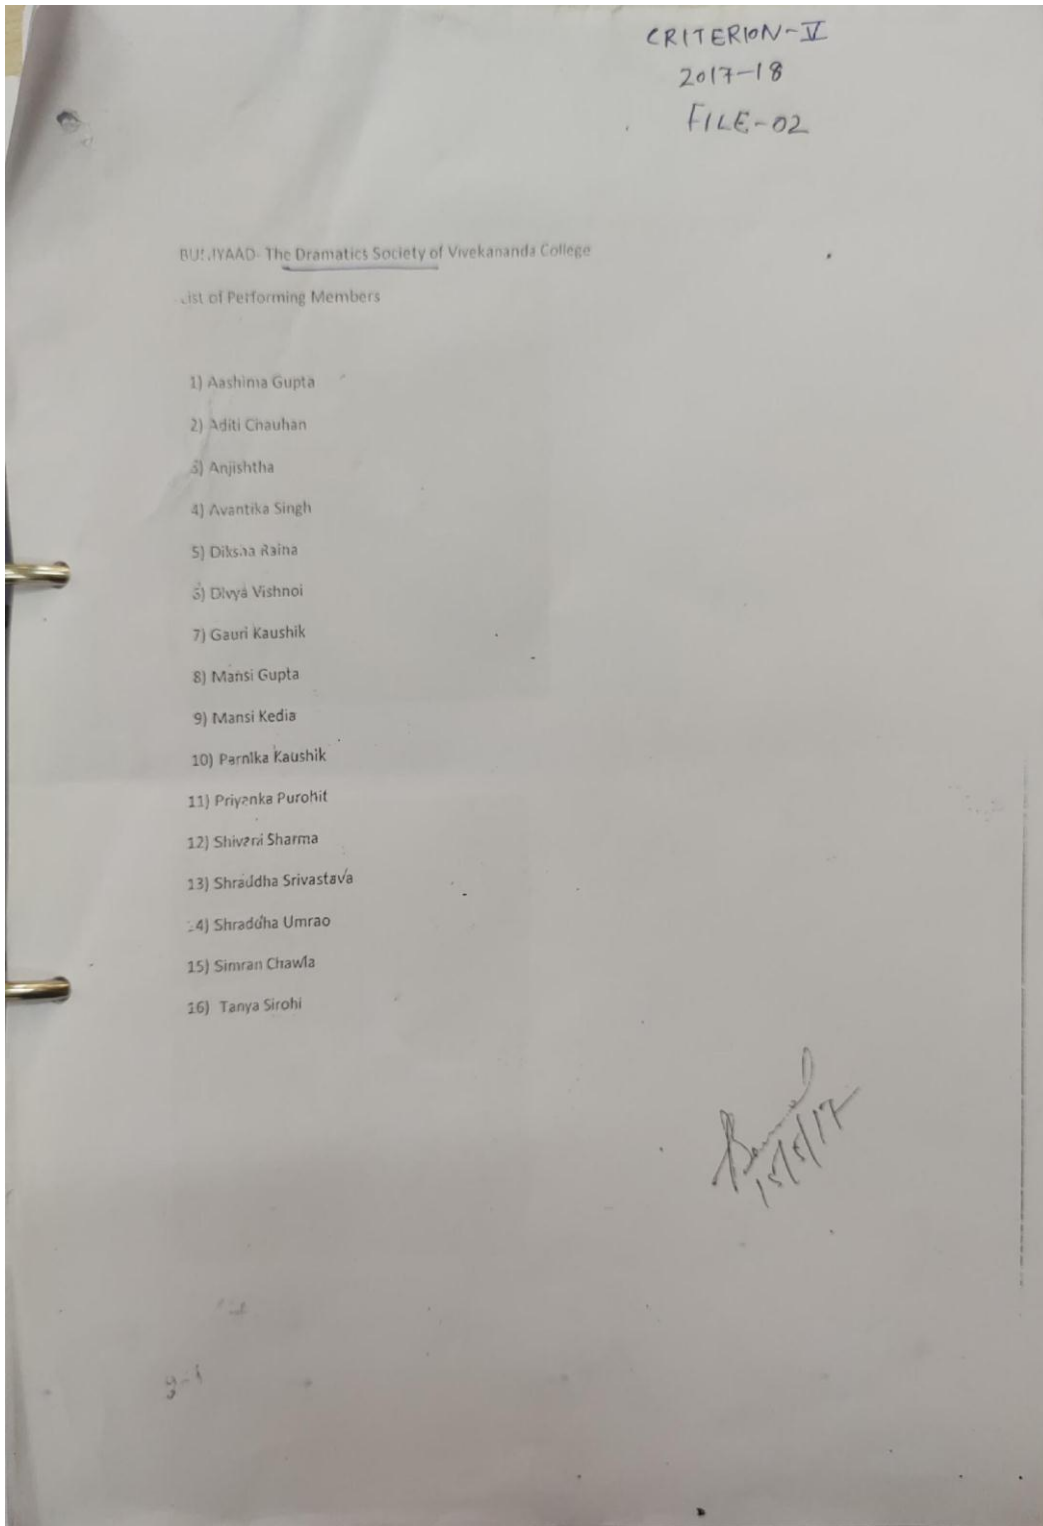 CRITERION-V
2017-18
FILE-02
BUNIYAAD- The Dramatics Society of Vivekananda College
List of Performing Members
1) Aashima Gupta
2) Aditi Chauhan
3) Anjishtha
4) Avantika Singh
5) Diksha Raina
6) Divya Vishnoi
7) Gauri Kaushik
8) Mansi Gupta
9) Mansi Kedia
10) Parnika Kaushik
11) Priyanka Purohit
12) Shivani Sharma
13) Shraddha Srivastava
14) Shraddha Umrao
15) Simran Chawla
16) Tanya Sirohi